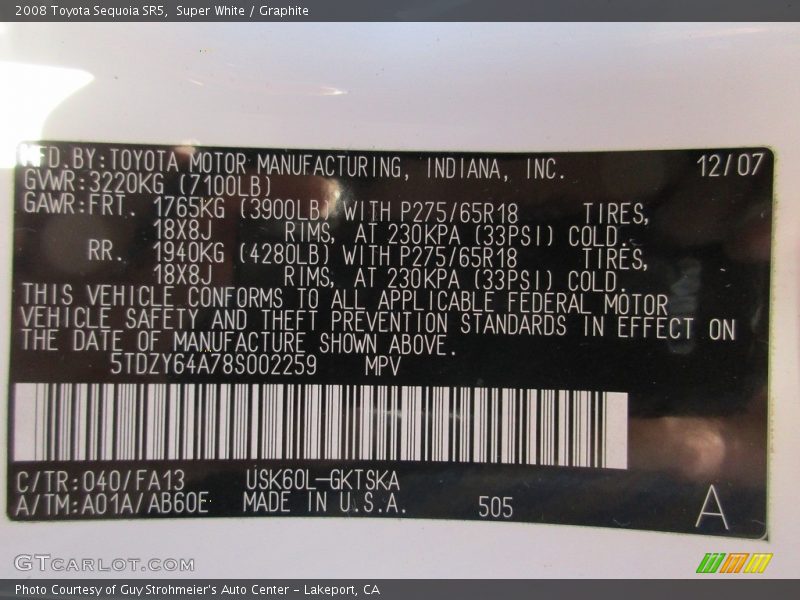 2008 Toyota Sequoia SR5,  Super White / Graphite
MFD.BY:TOYOTA MOTOR MANUFACTURING, INDIANA, INC. 12/07
GVWR:3220KG (7100LB)
GAWR:FRT. 1765KG (3900LB) WITH P275/65R18 TIRES,
18X8J RIMS, AT 230KPA (33PSI) COLD.
RR. 1940KG (4280LB) WITH P275/65R18 TIRES,
18X8J RIMS, AT 230KPA (33PSI) COLD.
THIS VEHICLE CONFORMS TO ALL APPLICABLE FEDERAL MOTOR
VEHICLE SAFETY AND THEFT PREVENTION STANDARDS IN EFFECT ON
THE DATE OF MANUFACTURE SHOWN ABOVE.
5TDZY64A78S002259 MPV
C/TR:040/FA13 USK60L-GKTSKA
A/TM:A01A/AB60E MADE IN U.S.A. 505 A
GTCARLOT.COM
Photo Courtesy of Guy Strohmeier's Auto Center - Lakeport, CA